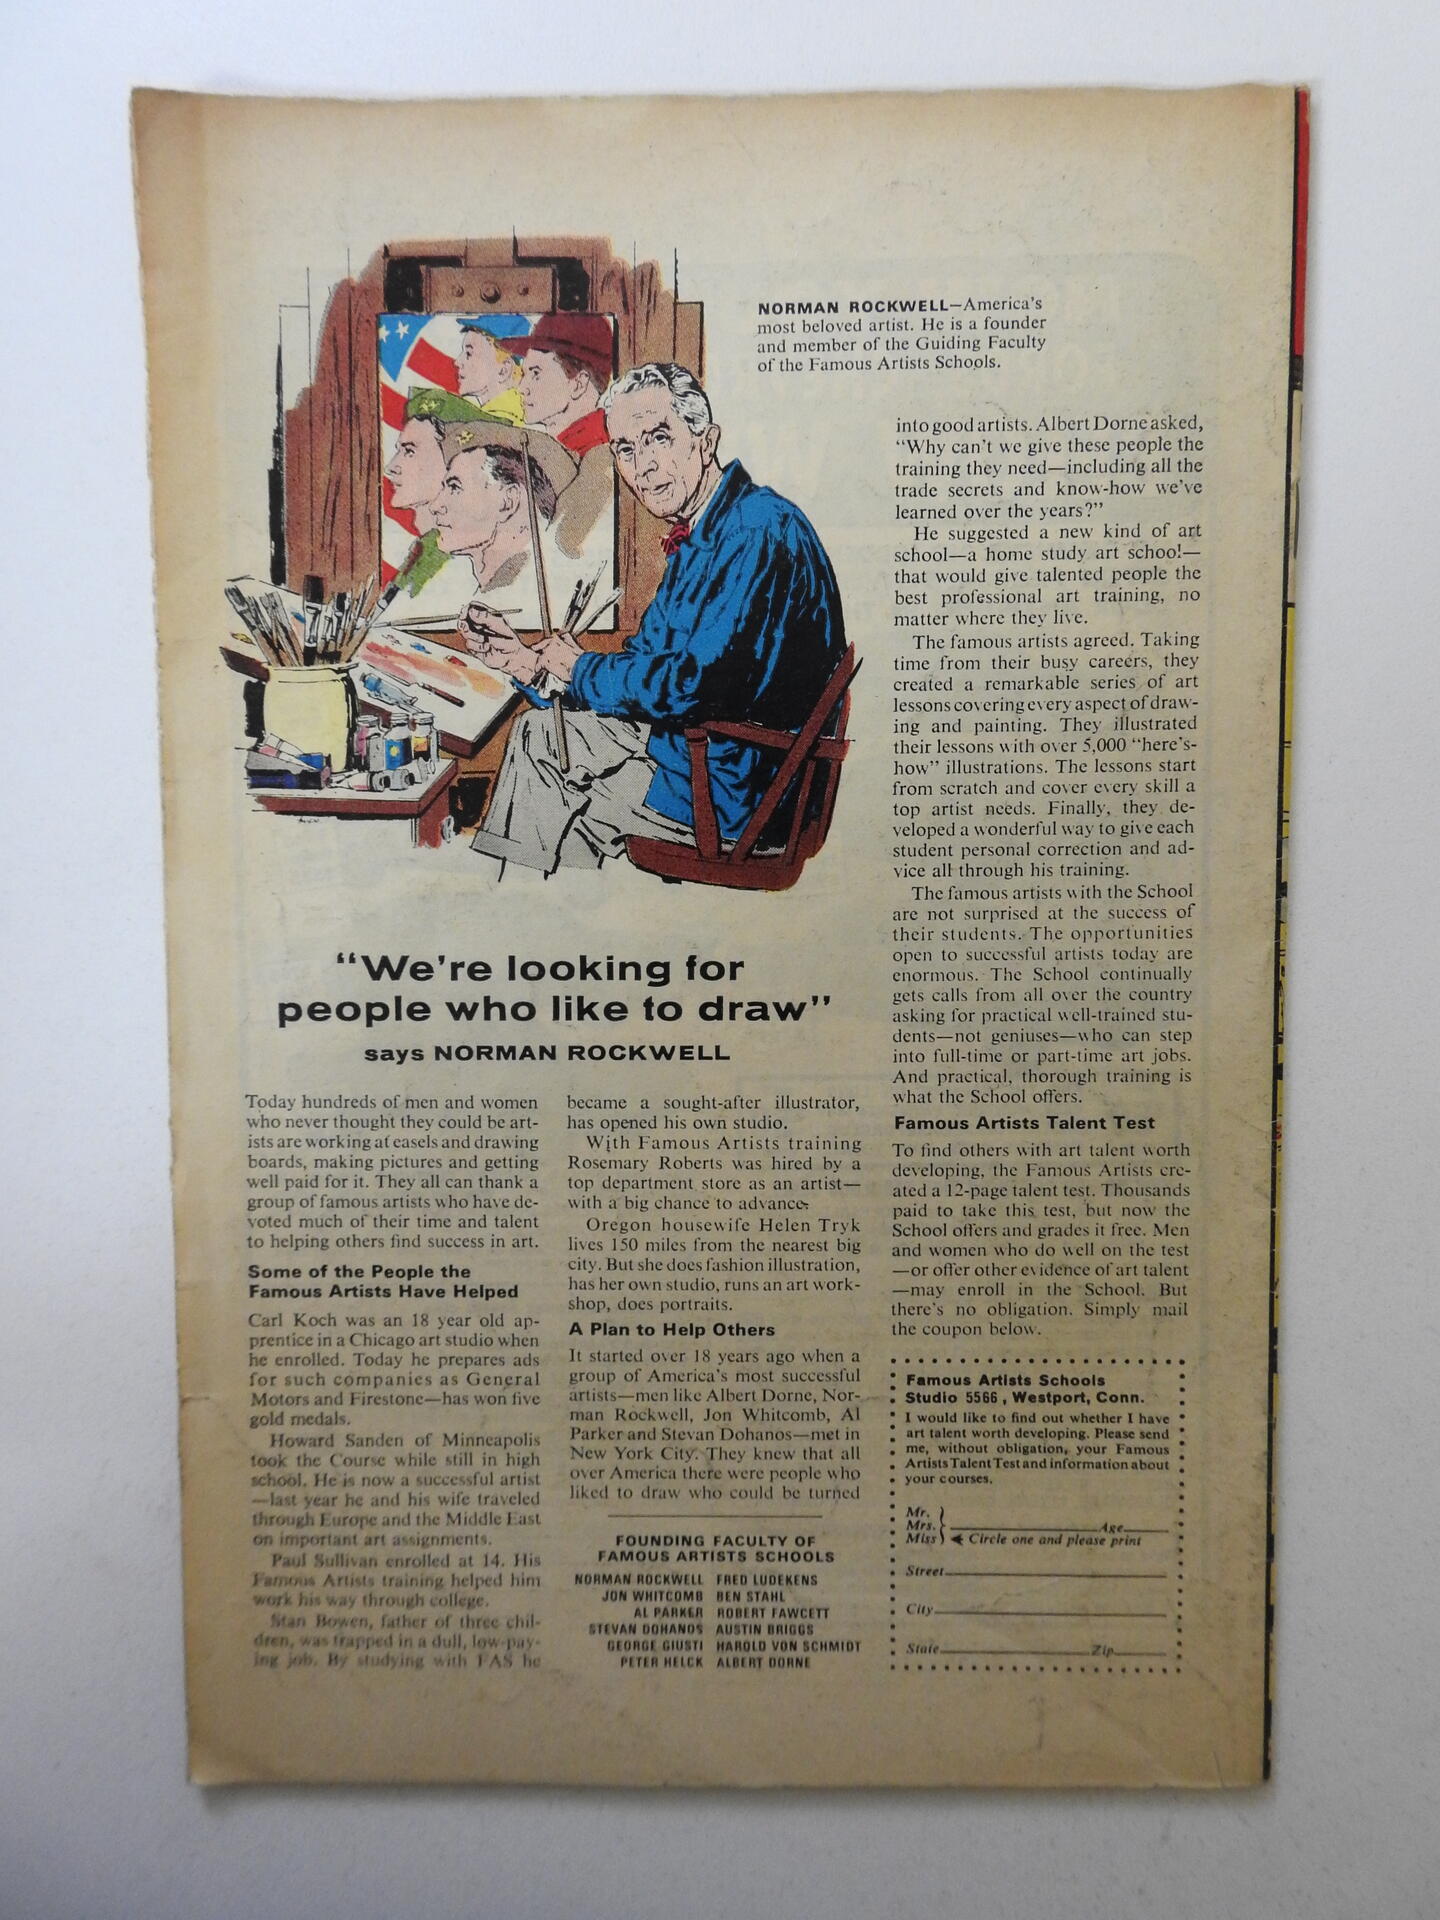 NORMAN ROCKWELL—America's
most beloved artist. He is a founder
and member of the Guiding Faculty
of the Famous Artists Schools.
“We're looking for
people who like to draw”
says NORMAN ROCKWELL
Today hundreds of men and women
who never thought they could be art-
ists are working at easels and drawing
boards, making pictures and getting
well paid for it. They all can thank a
group of famous artists who have de-
voted much of their time and talent
to helping others find success in art.
Some of the People the
Famous Artists Have Helped
Carl Koch was an 18 year old ap-
prentice in a Chicago art studio when
he enrolled. Today he prepares ads
for such companies as General
Motors and Firestone—has won five
gold medals.
Howard Sanden of Minneapolis
took the Course while still in high
school. He is now a successful artist
—last year he and his wife traveled
through Europe and the Middle East
on important art assignments.
Paul Sullivan enrolled at 14. His
Famous Artists training helped him
work his way through college.
Stan Bowen, father of three chil-
dren, was trapped in a dull, low-pay-
ing job. By studying with FAS he
became a sought-after illustrator,
has opened his own studio.
With Famous Artists training
Rosemary Roberts was hired by a
top department store as an artist—
with a big chance to advance.
Oregon housewife Helen Tryk
lives 150 miles from the nearest big
city. But she does fashion illustration,
has her own studio, runs an art work-
shop, does portraits.
A Plan to Help Others
It started over 18 years ago when a
group of America's most successful
artists—men like Albert Dorne, Nor-
man Rockwell, Jon Whitcomb, Al
Parker and Stevan Dohanos—met in
New York City. They knew that all
over America there were people who
liked to draw who could be turned
FOUNDING FACULTY OF
FAMOUS ARTISTS SCHOOLS
NORMAN ROCKWELL FRED LUDEKENS
JON WHITCOMB BEN STAHL
AL PARKER ROBERT FAWCETT
STEVAN DOHANOS AUSTIN BRIGGS
GEORGE GIUSTI HAROLD VON SCHMIDT
PETER HELCK ALBERT DORNE
into good artists. Albert Dorne asked,
“Why can't we give these people the
training they need—including all the
trade secrets and know-how we've
learned over the years?”
He suggested a new kind of art
school—a home study art school—
that would give talented people the
best professional art training, no
matter where they live.
The famous artists agreed. Taking
time from their busy careers, they
created a remarkable series of art
lessons covering every aspect of draw-
ing and painting. They illustrated
their lessons with over 5,000 “here's-
how” illustrations. The lessons start
from scratch and cover every skill a
top artist needs. Finally, they de-
veloped a wonderful way to give each
student personal correction and ad-
vice all through his training.
The famous artists with the School
are not surprised at the success of
their students. The opportunities
open to successful artists today are
enormous. The School continually
gets calls from all over the country
asking for practical well-trained stu-
dents—not geniuses—who can step
into full-time or part-time art jobs.
And practical, thorough training is
what the School offers.
Famous Artists Talent Test
To find others with art talent worth
developing, the Famous Artists cre-
ated a 12-page talent test. Thousands
paid to take this test, but now the
School offers and grades it free. Men
and women who do well on the test
—or offer other evidence of art talent
—may enroll in the School. But
there's no obligation. Simply mail
the coupon below.
Famous Artists Schools
Studio 5566 , Westport, Conn.
I would like to find out whether I have
art talent worth developing. Please send
me, without obligation, your Famous
Artists Talent Test and information about
your courses.
Mr.
Mrs. Age
Miss Circle one and please print
Street
City
State Zip